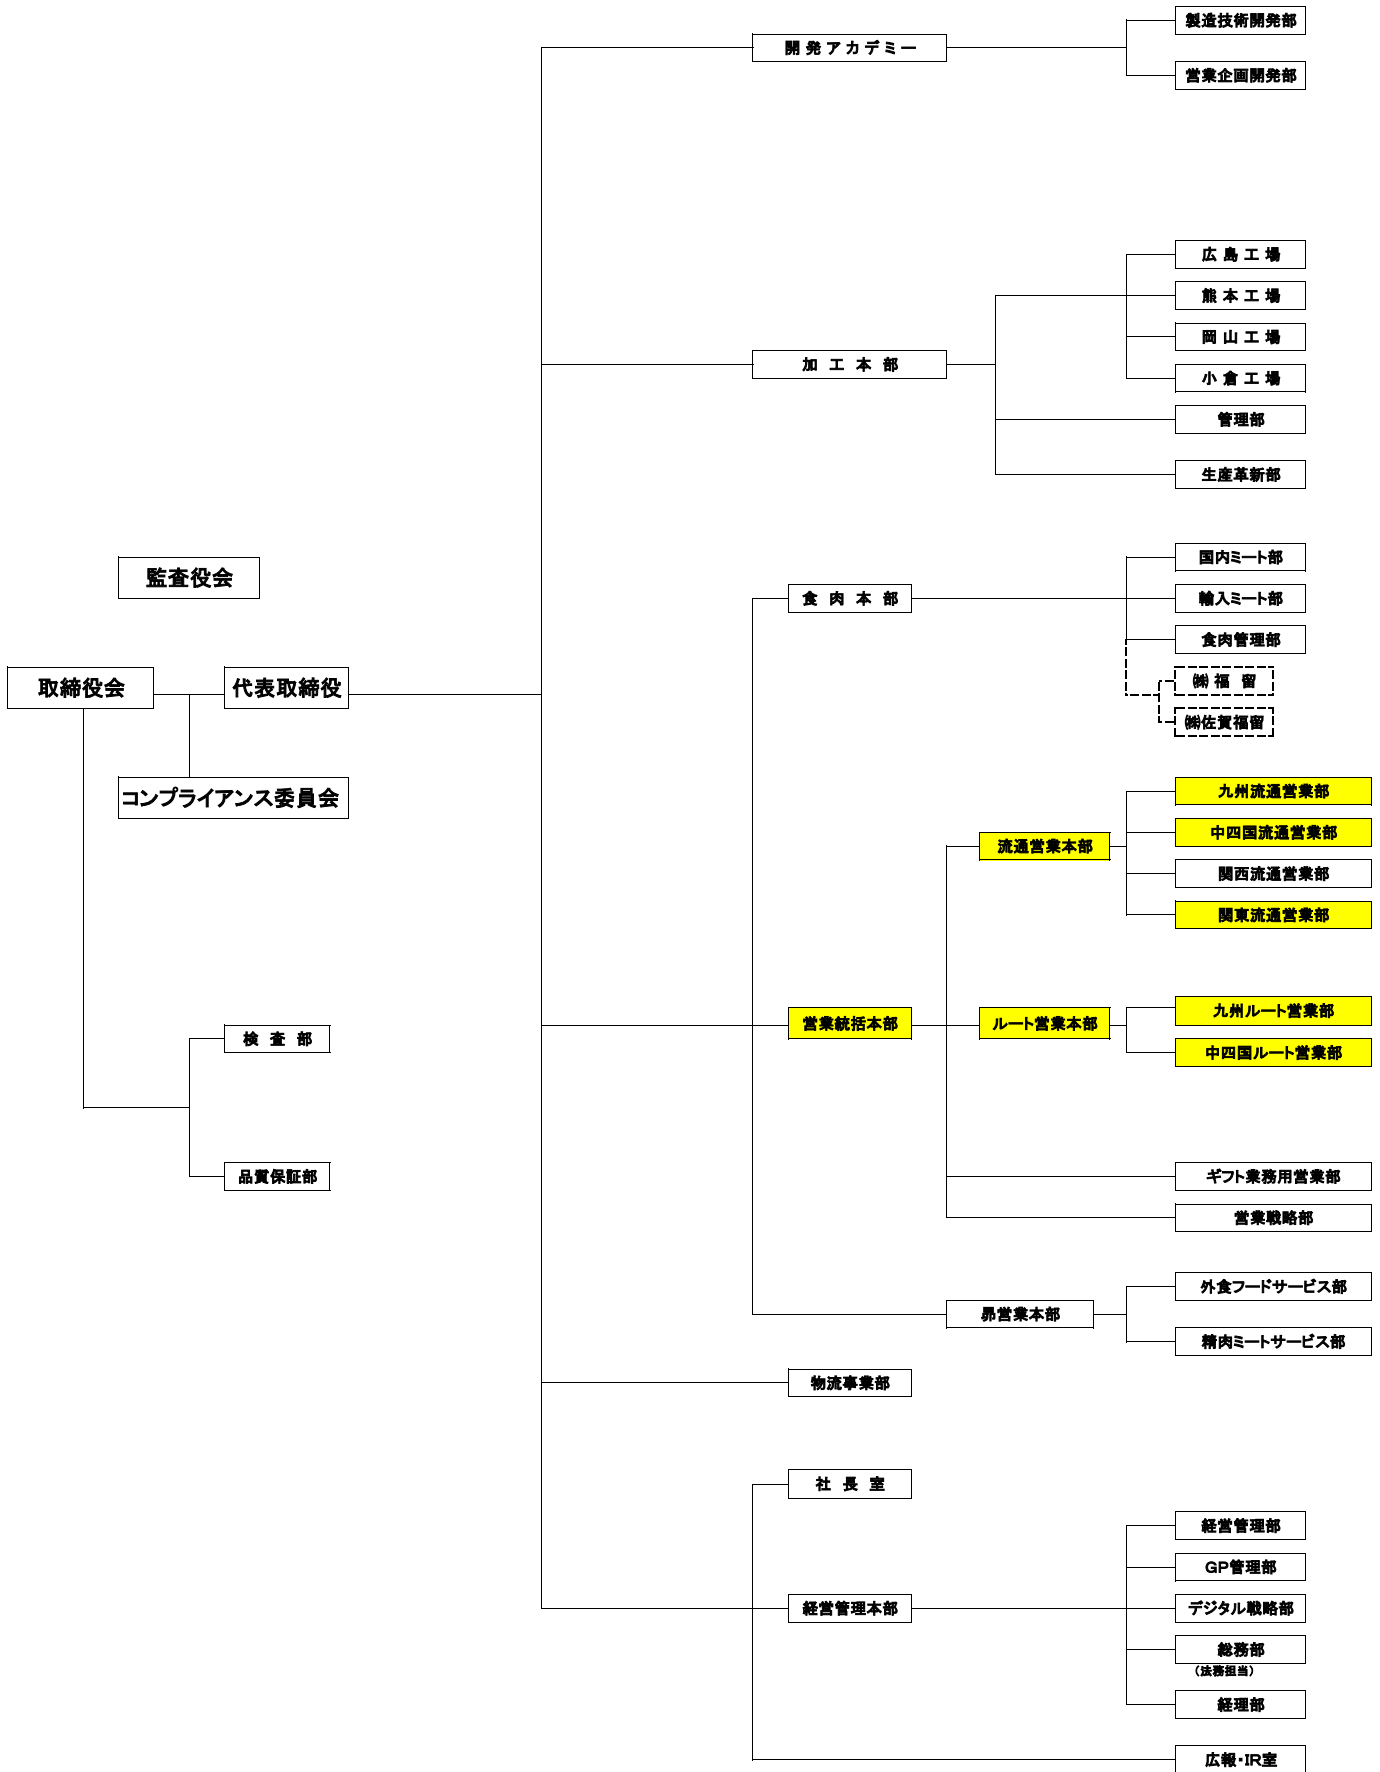 製造技術開発部
開発アカデミー
営業企画開発部
広島工場
熊本工場
岡山工場
加工本部
小倉工場
管理部
生産革新部
国内ミート部
監査役会
食肉本部
輸入ミート部
食肉管理部
取締役会
代表取締役
㈱福留
㈱佐賀福留
コンプライアンス委員会
九州流通営業部
中四国流通営業部
流通営業本部
関西流通営業部
関東流通営業部
九州ルート営業部
営業統括本部
ルート営業本部
検査部
中四国ルート営業部
品質保証部
ギフト業務用営業部
営業戦略部
外食フードサービス部
昴営業本部
精肉ミートサービス部
物流事業部
社長室
経営管理部
GP管理部
経営管理本部
デジタル戦略部
総務部
（法務担当）
経理部
広報・IR室